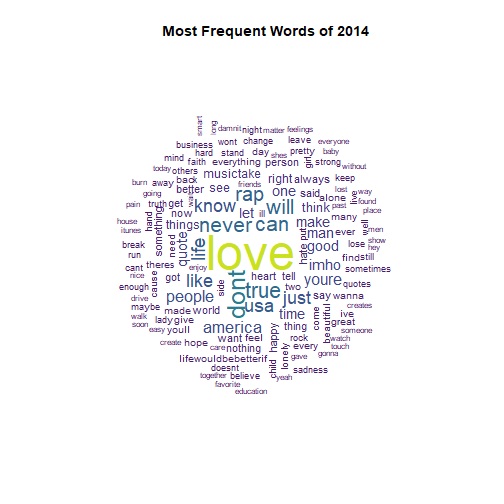 Most Frequent Words of 2014
smart long damnit night matter feelings
business wont change leave everyone
hard stand day shes pretty baby
mind faith everything person girl strong without
today others musictake right always keep
burn away back better see friends lost way
going want rap one said alone live place
pain truth get know let ill will think past found
house hand something now never can make many well men
itunes things man ever show
break need quote life love hate put good lose still hey
run theres imho find sometimes
cant nice got like enjoy heart tell youre quotes
enough cause people side dont true two just say wanna
drive made world usa come creates
maybe lady give time beautiful ive
walk soon youll america thing great someone
easy want feel happy rock watch
create hope care nothing lonely every touch
lifewouldbebetterif child gave gonna
doesnt sadness
together believe yeah
favorite
education